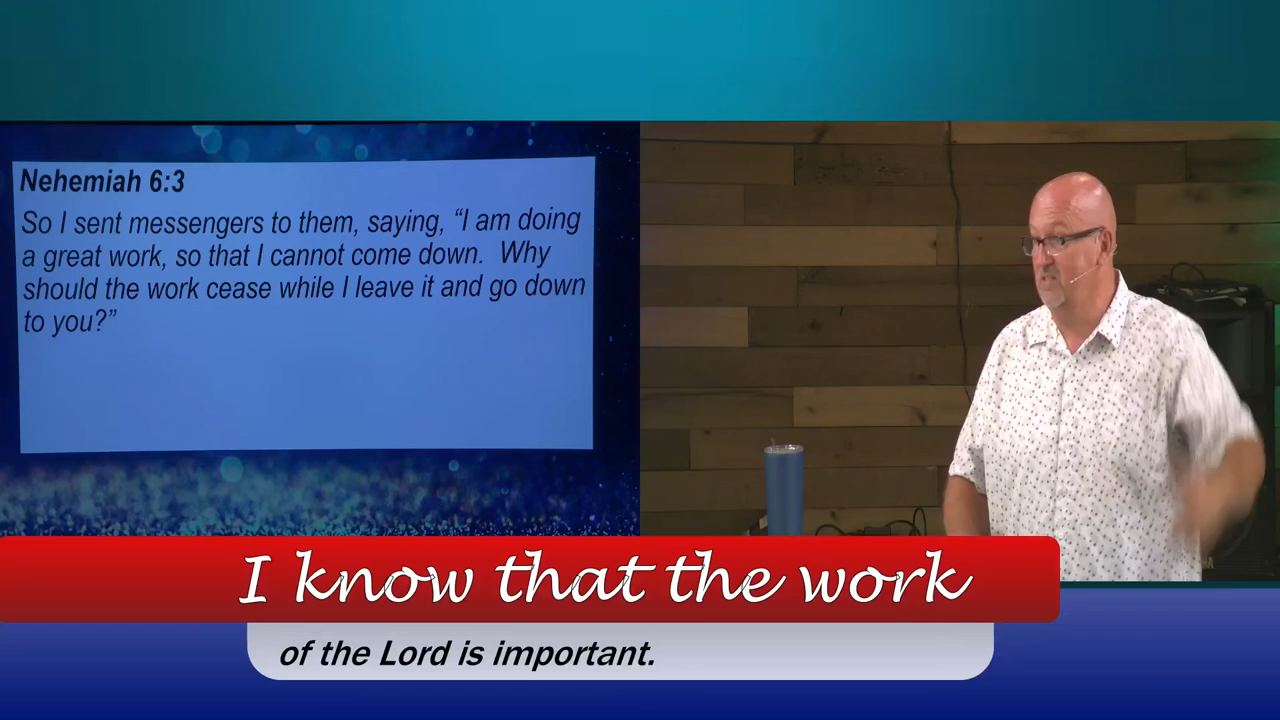 Nehemiah 6:3
So I sent messengers to them, saying, “I am doing
a great work, so that I cannot come down.  Why
should the work cease while I leave it and go down
to you?”
I know that the work
of the Lord is important.